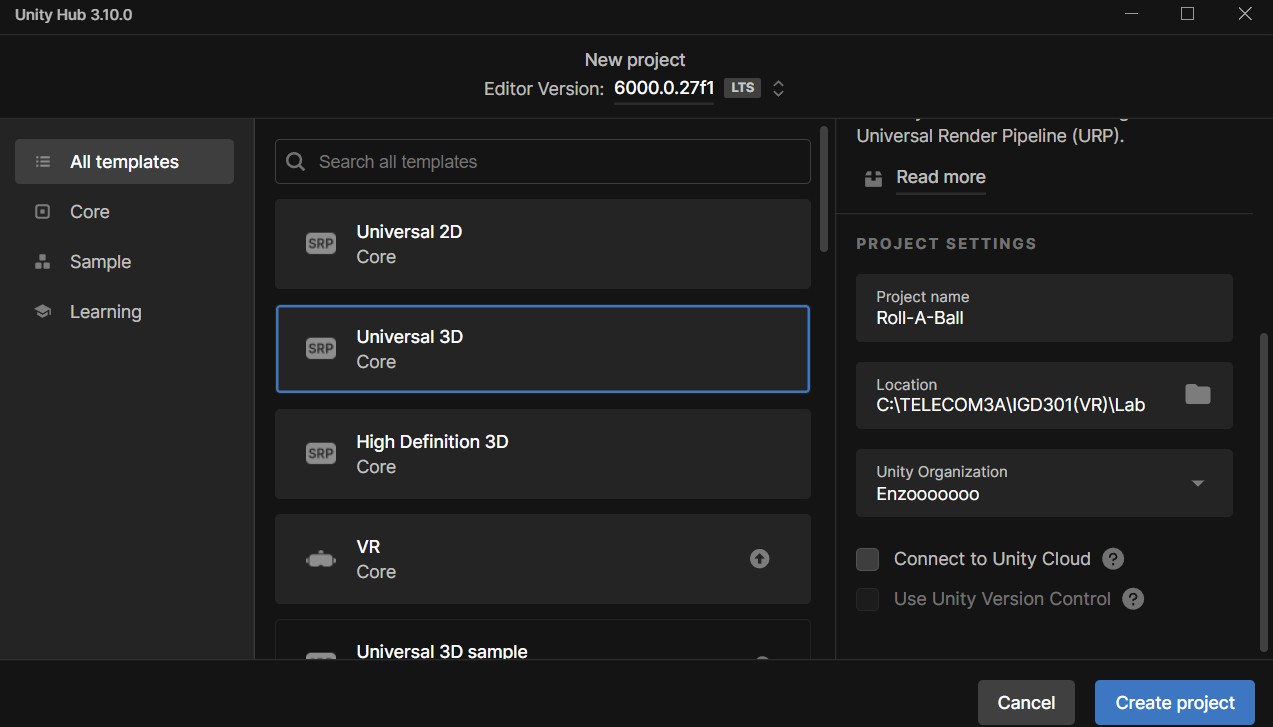 Unity Hub 3.10.0
New project
Editor Version: 6000.0.27f1 LTS
All templates
Core
Sample
Learning
Search all templates
SRP
Universal 2D
Core
SRP
Universal 3D
Core
SRP
High Definition 3D
Core
VR
Core
Universal 3D sample
Universal Render Pipeline (URP).
Read more
PROJECT SETTINGS
Project name
Roll-A-Ball
Location
C:\TELECOM3A\IGD301(VR)\Lab
Unity Organization
Enzooooooo
Connect to Unity Cloud ?
Use Unity Version Control ?
Cancel
Create project